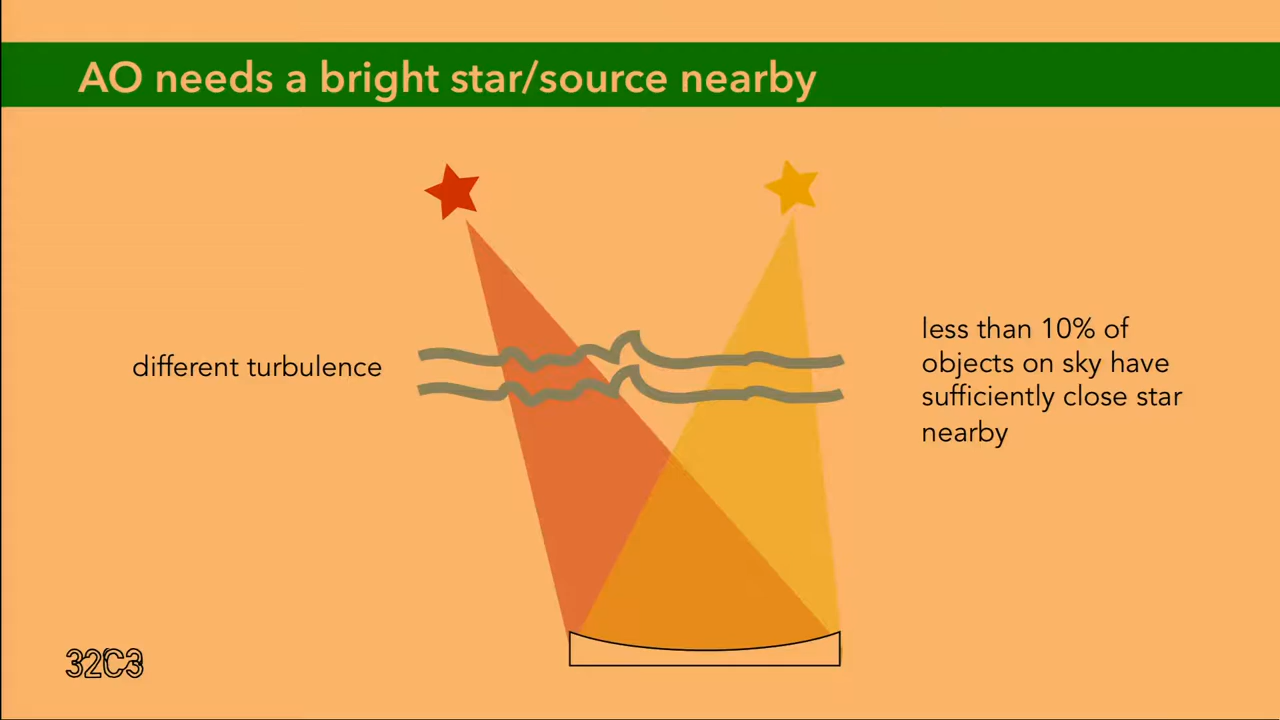 AO needs a bright star/source nearby
different turbulence
less than 10% of
objects on sky have
sufficiently close star
nearby
32C3